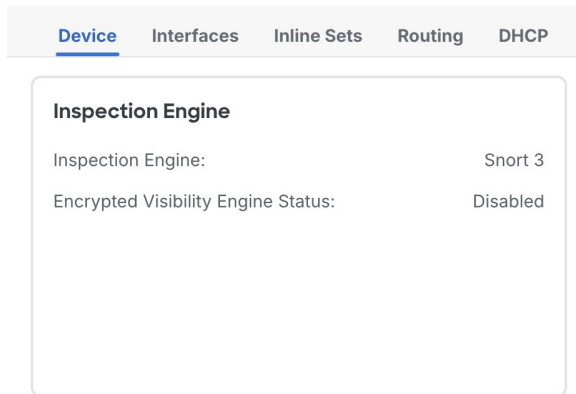 Device Interfaces Inline Sets Routing DHCP
Inspection Engine
Inspection Engine: Snort 3
Encrypted Visibility Engine Status: Disabled